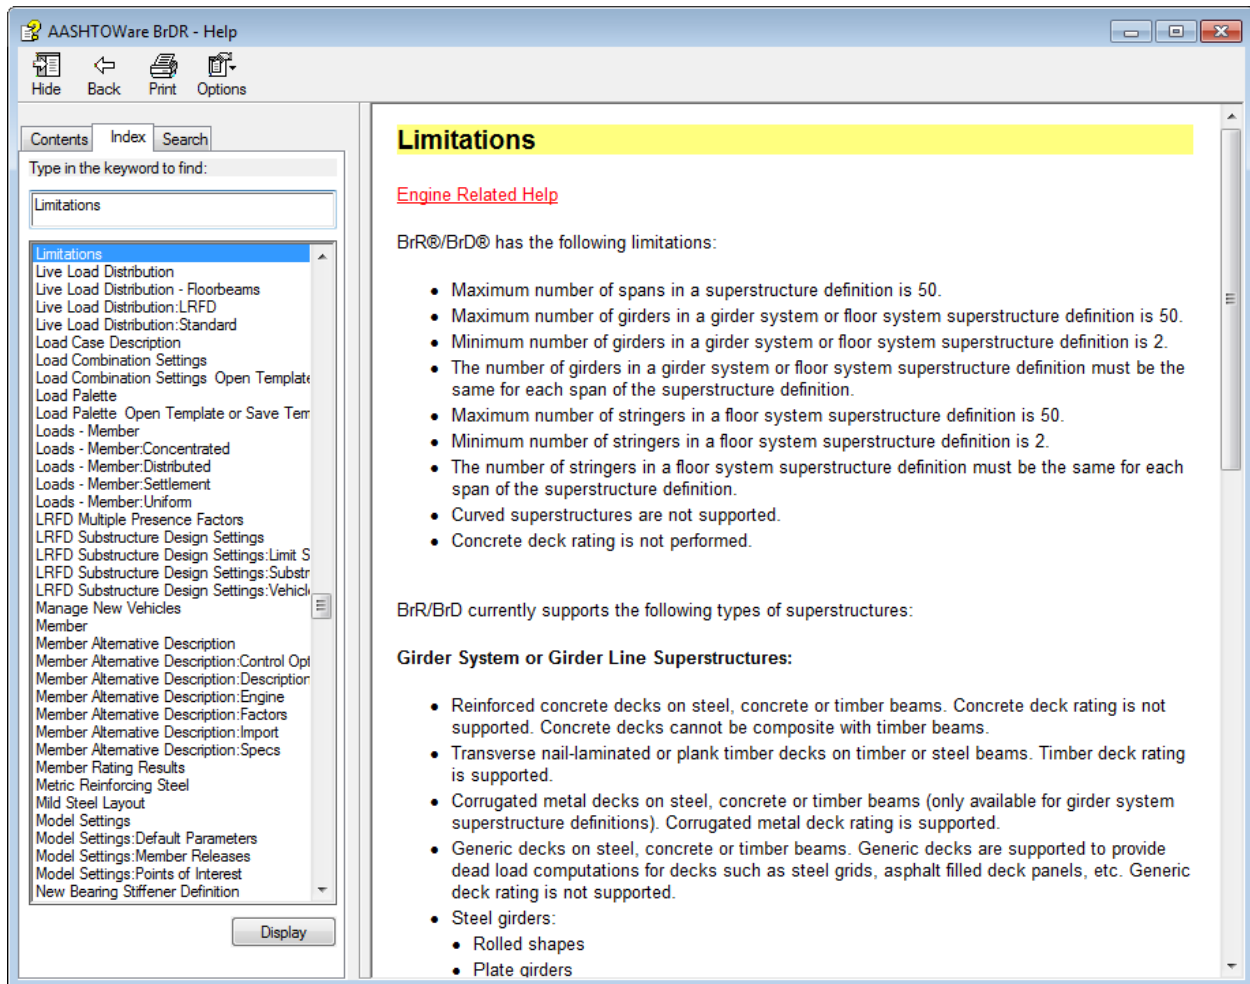 AASHTOWare BrDR - Help
Hide Back Print Options
Contents Index Search
Type in the keyword to find:
Limitations
Limitations
Live Load Distribution
Live Load Distribution - Floorbeams
Live Load Distribution:LRFD
Live Load Distribution:Standard
Load Case Description
Load Combination Settings
Load Combination Settings Open Template
Load Palette
Load Palette Open Template or Save Tem
Loads - Member
Loads - Member:Concentrated
Loads - Member:Distributed
Loads - Member:Settlement
Loads - Member:Uniform
LRFD Multiple Presence Factors
LRFD Substructure Design Settings
LRFD Substructure Design Settings:Limit S
LRFD Substructure Design Settings:Substr
LRFD Substructure Design Settings:Vehicl
Manage New Vehicles
Member
Member Alternative Description
Member Alternative Description:Control Opt
Member Alternative Description:Description
Member Alternative Description:Engine
Member Alternative Description:Factors
Member Alternative Description:Import
Member Alternative Description:Specs
Member Rating Results
Metric Reinforcing Steel
Mild Steel Layout
Model Settings
Model Settings:Default Parameters
Model Settings:Member Releases
Model Settings:Points of Interest
New Bearing Stiffener Definition
Display
Limitations
Engine Related Help
BrR®/BrD® has the following limitations:
• Maximum number of spans in a superstructure definition is 50.
• Maximum number of girders in a girder system or floor system superstructure definition is 50.
• Minimum number of girders in a girder system or floor system superstructure definition is 2.
• The number of girders in a girder system or floor system superstructure definition must be the
same for each span of the superstructure definition.
• Maximum number of stringers in a floor system superstructure definition is 50.
• Minimum number of stringers in a floor system superstructure definition is 2.
• The number of stringers in a floor system superstructure definition must be the same for each
span of the superstructure definition.
• Curved superstructures are not supported.
• Concrete deck rating is not performed.
BrR/BrD currently supports the following types of superstructures:
Girder System or Girder Line Superstructures:
• Reinforced concrete decks on steel, concrete or timber beams. Concrete deck rating is not
supported. Concrete decks cannot be composite with timber beams.
• Transverse nail-laminated or plank timber decks on timber or steel beams. Timber deck rating
is supported.
• Corrugated metal decks on steel, concrete or timber beams (only available for girder system
superstructure definitions). Corrugated metal deck rating is supported.
• Generic decks on steel, concrete or timber beams. Generic decks are supported to provide
dead load computations for decks such as steel grids, asphalt filled deck panels, etc. Generic
deck rating is not supported.
• Steel girders:
• Rolled shapes
• Plate girders